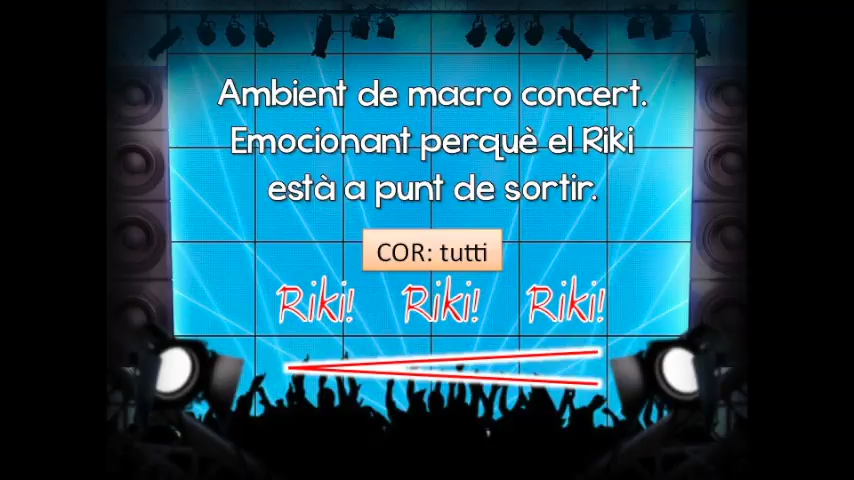 Ambient de macro concert.
Emocionant perquè el Riki
està a punt de sortir.
COR: tutti
Riki! Riki! Riki!